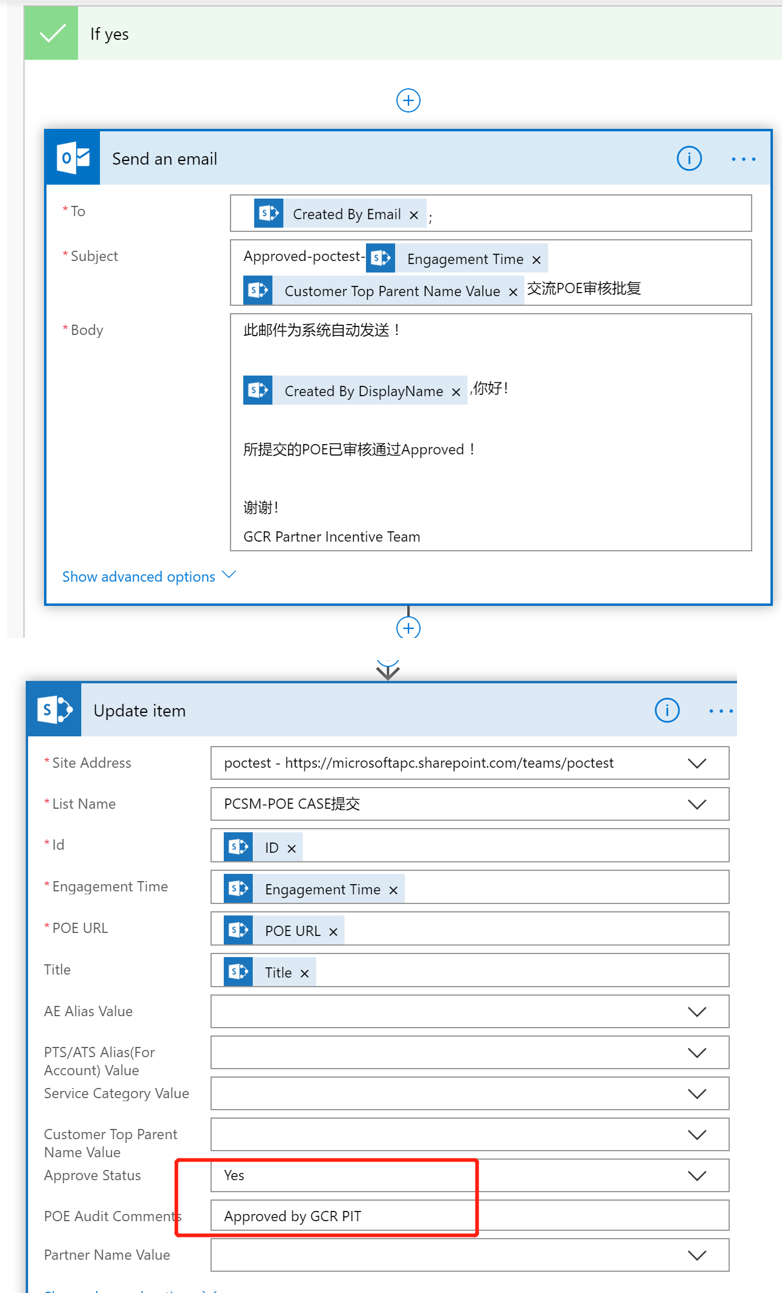 If yes
Send an email
* To
Created By Email × ;
* Subject
Approved-poctest- Engagement Time ×
Customer Top Parent Name Value × 交流POE审核批复
* Body
此邮件为系统自动发送！
Created By DisplayName × ,你好！
所提交的POE已审核通过Approved！
谢谢！
GCR Partner Incentive Team
Show advanced options
Update item
* Site Address
poctest - https://microsoftapc.sharepoint.com/teams/poctest
* List Name
PCSM-POE CASE提交
* Id
ID ×
* Engagement Time
Engagement Time ×
* POE URL
POE URL ×
Title
Title ×
AE Alias Value
PTS/ATS Alias(For
Account) Value
Service Category Value
Customer Top Parent
Name Value
Approve Status
Yes
POE Audit Comments
Approved by GCR PIT
Partner Name Value